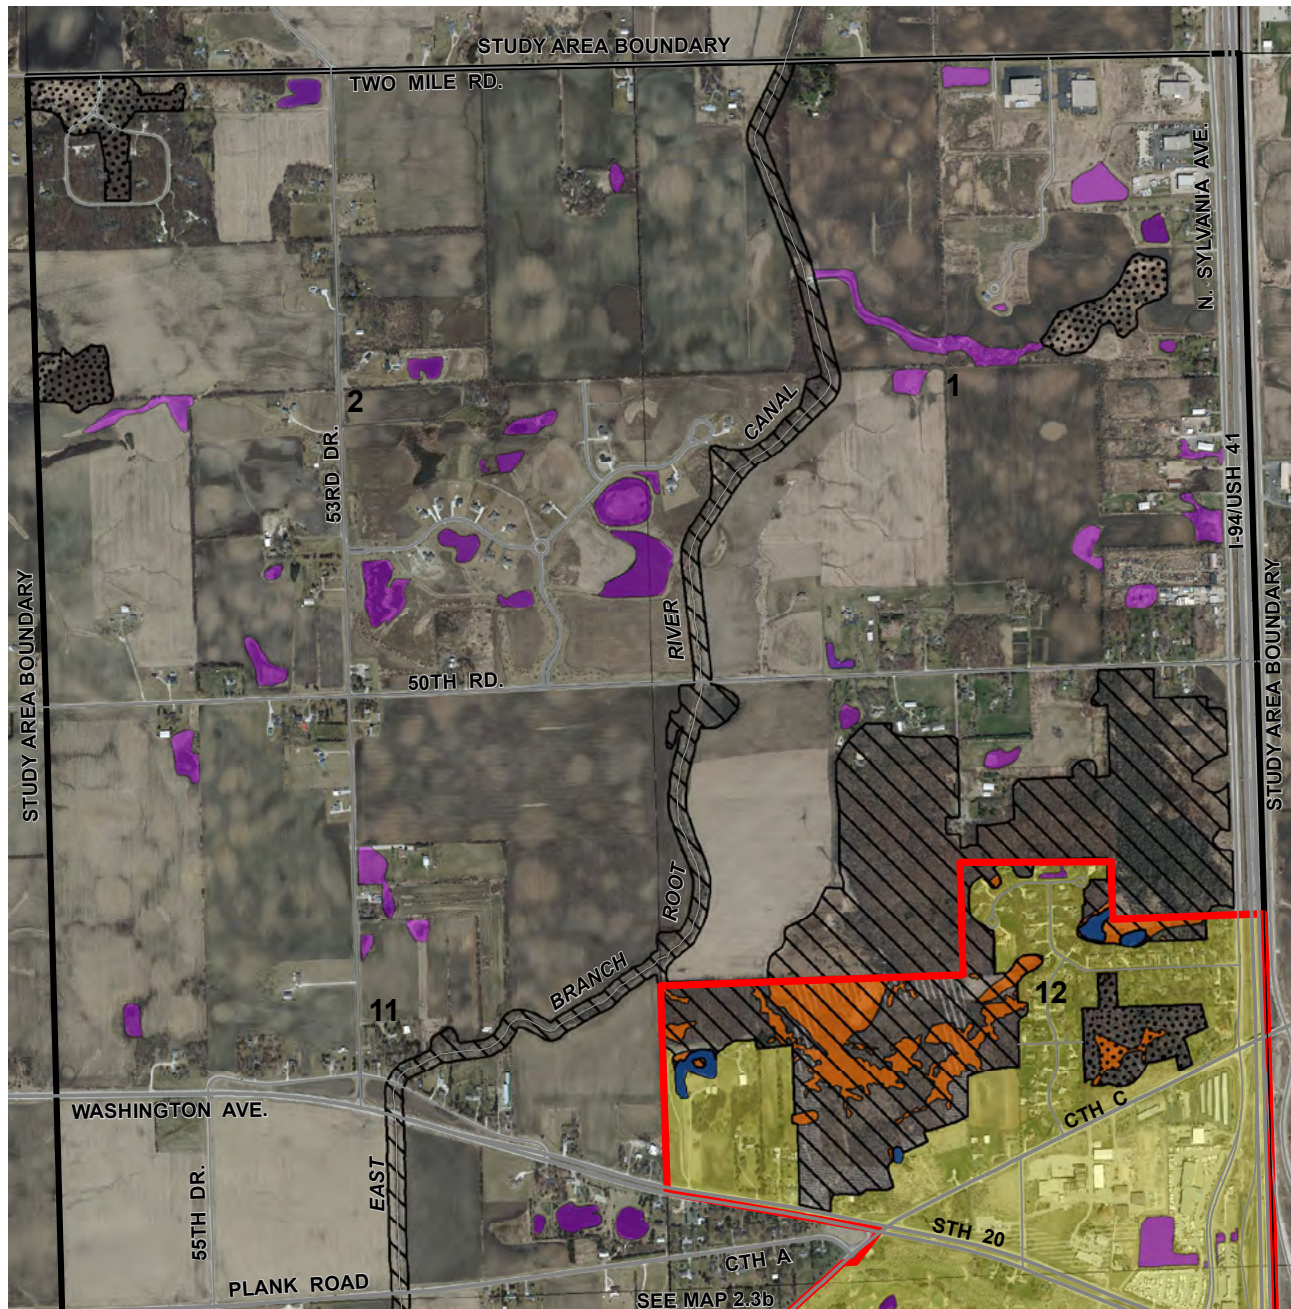 STUDY AREA BOUNDARY
TWO MILE RD.
N. SYLVANIA AVE.
CANAL
1
2
53RD DR.
I-94/USH 41
STUDY AREA BOUNDARY
STUDY AREA BOUNDARY
RIVER
50TH RD.
ROOT
BRANCH
11
12
WASHINGTON AVE.
CTH C
EAST
55TH DR.
STH 20
CTH A
PLANK ROAD
SEE MAP 2.3b